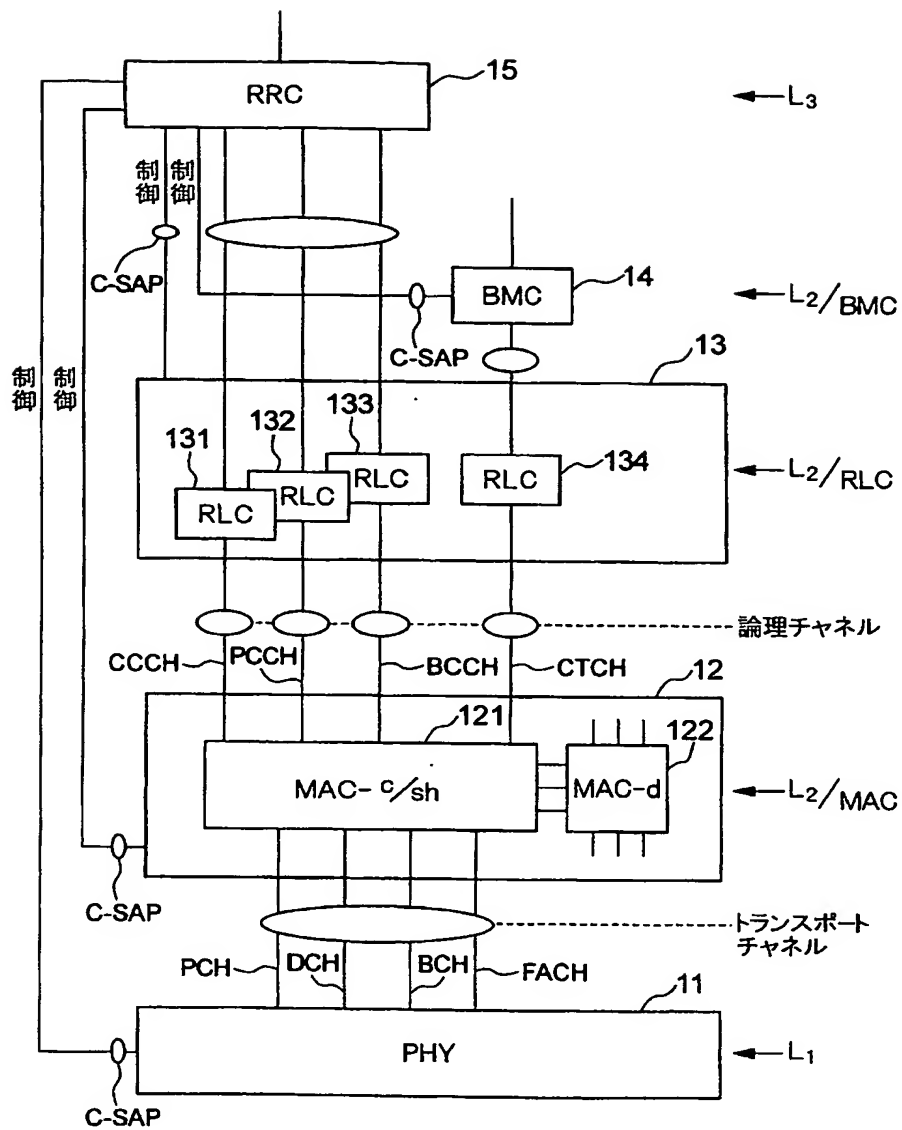 15
RRC
L3
制御
制御
C-SAP
14
BMC
L2/BMC
C-SAP
13
制御
制御
131
132
133
134
RLC
RLC
RLC
RLC
L2/RLC
論理チャネル
CCCH
PCCH
BCCH
CTCH
12
121
122
MAC-c/sh
MAC-d
L2/MAC
C-SAP
トランスポート
チャネル
PCH
DCH
BCH
FACH
11
PHY
L1
C-SAP